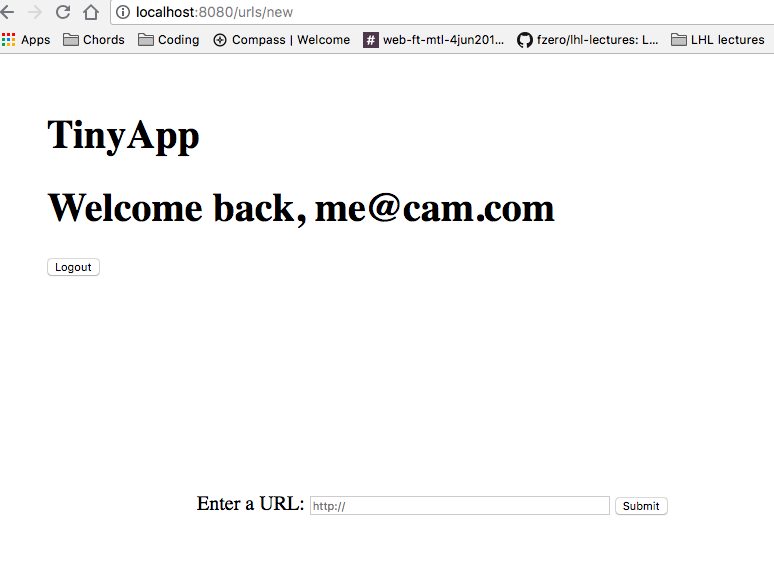 localhost:8080/urls/new
Apps Chords Coding Compass | Welcome # web-ft-mtl-4jun201... fzero/lhl-lectures: L... LHL lectures
TinyApp
Welcome back, me@cam.com
Logout
Enter a URL: http:// Submit